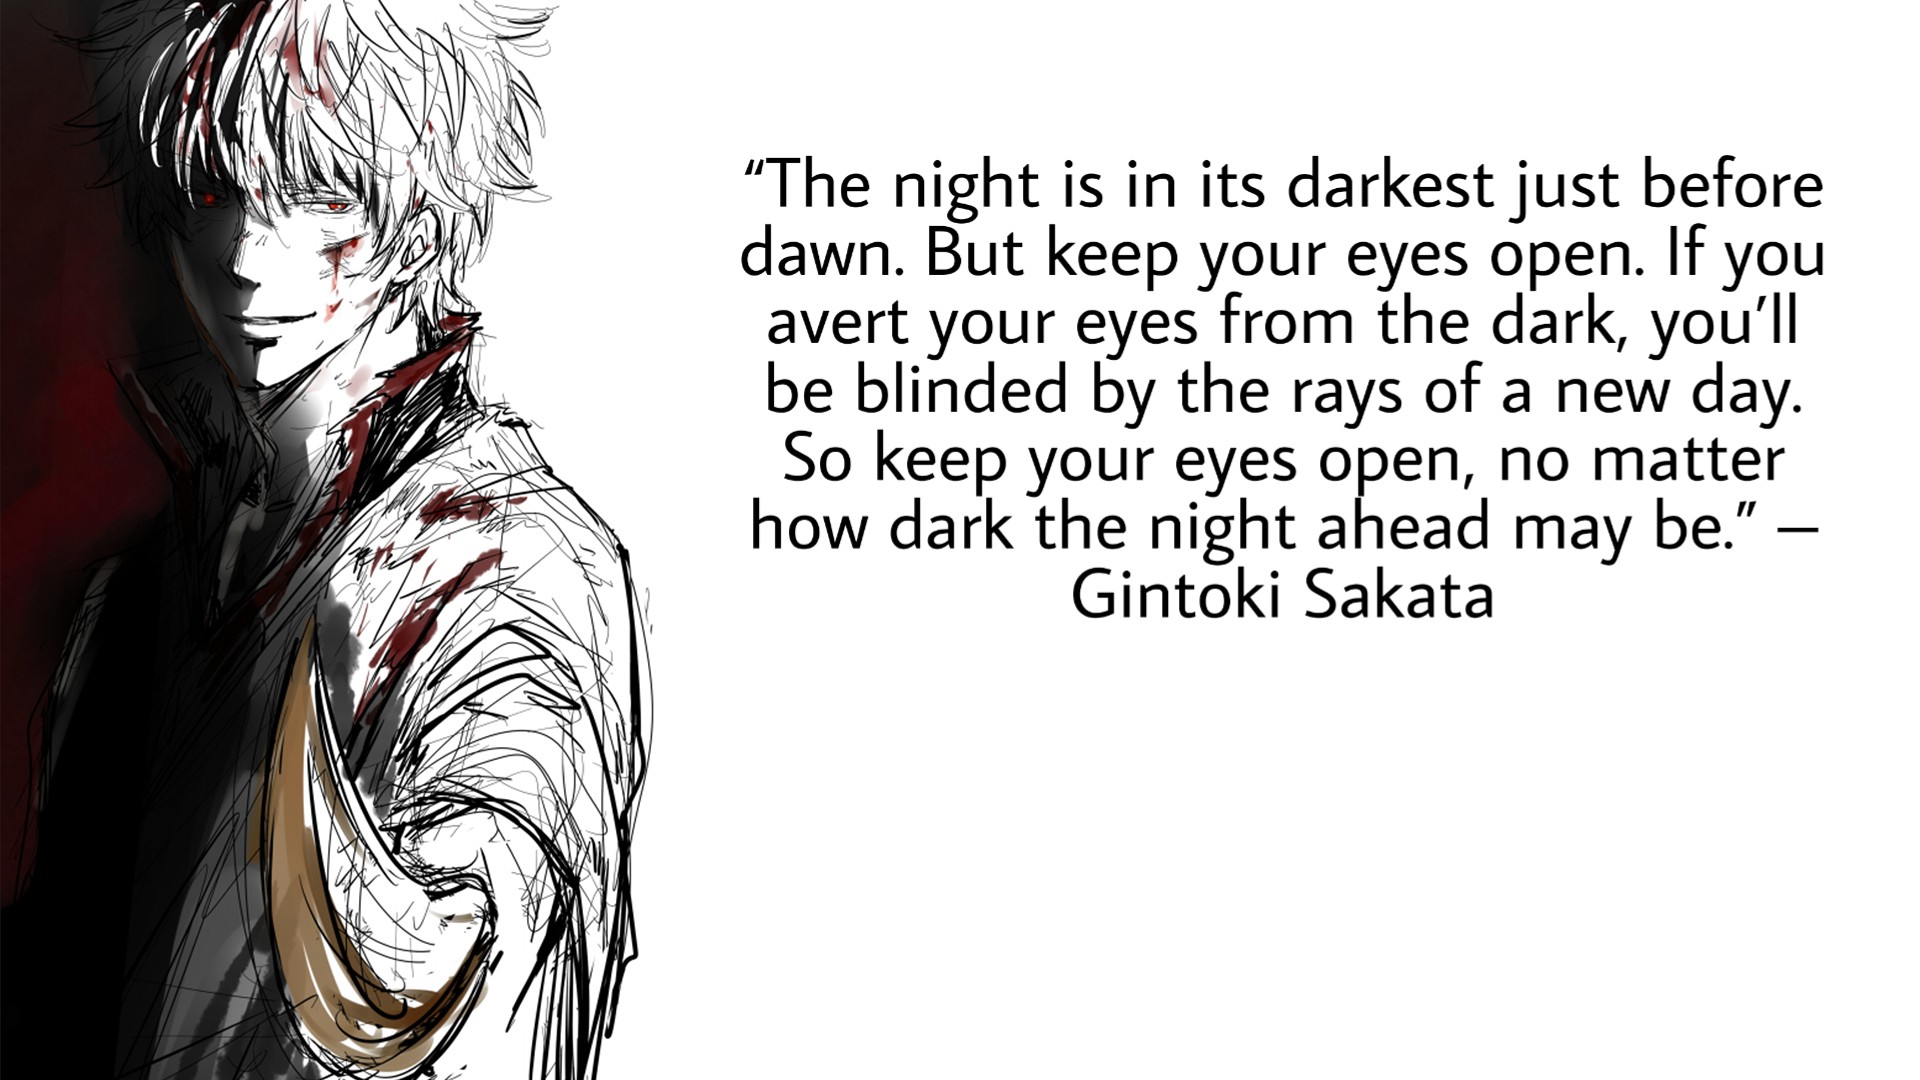 “The night is in its darkest just before
dawn. But keep your eyes open. If you
avert your eyes from the dark, you’ll
be blinded by the rays of a new day.
So keep your eyes open, no matter
how dark the night ahead may be.” —
Gintoki Sakata